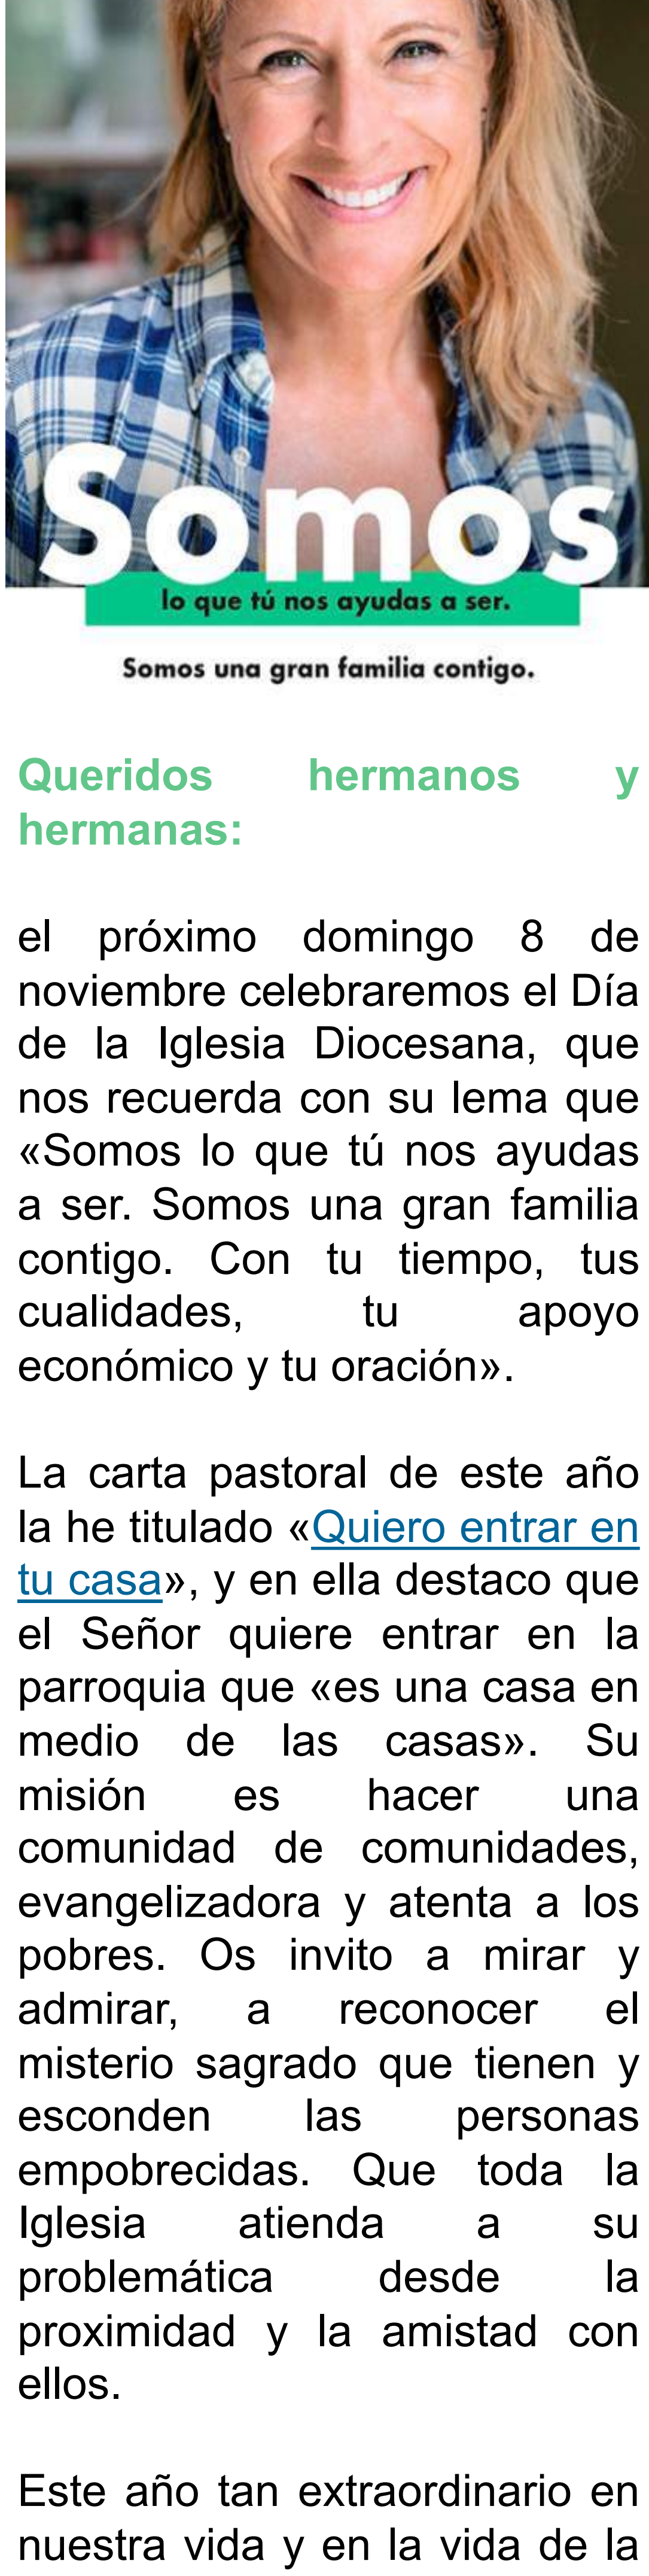 Somos
lo que tú nos ayudas a ser.
Somos una gran familia contigo.
Queridos hermanos y
hermanas:
el próximo domingo 8 de
noviembre celebraremos el Día
de la Iglesia Diocesana, que
nos recuerda con su lema que
«Somos lo que tú nos ayudas
a ser. Somos una gran familia
contigo. Con tu tiempo, tus
cualidades, tu apoyo
económico y tu oración».
La carta pastoral de este año
la he titulado «Quiero entrar en
tu casa», y en ella destaco que
el Señor quiere entrar en la
parroquia que «es una casa en
medio de las casas». Su
misión es hacer una
comunidad de comunidades,
evangelizadora y atenta a los
pobres. Os invito a mirar y
admirar, a reconocer el
misterio sagrado que tienen y
esconden las personas
empobrecidas. Que toda la
Iglesia atienda a su
problemática desde la
proximidad y la amistad con
ellos.
Este año tan extraordinario en
nuestra vida y en la vida de la